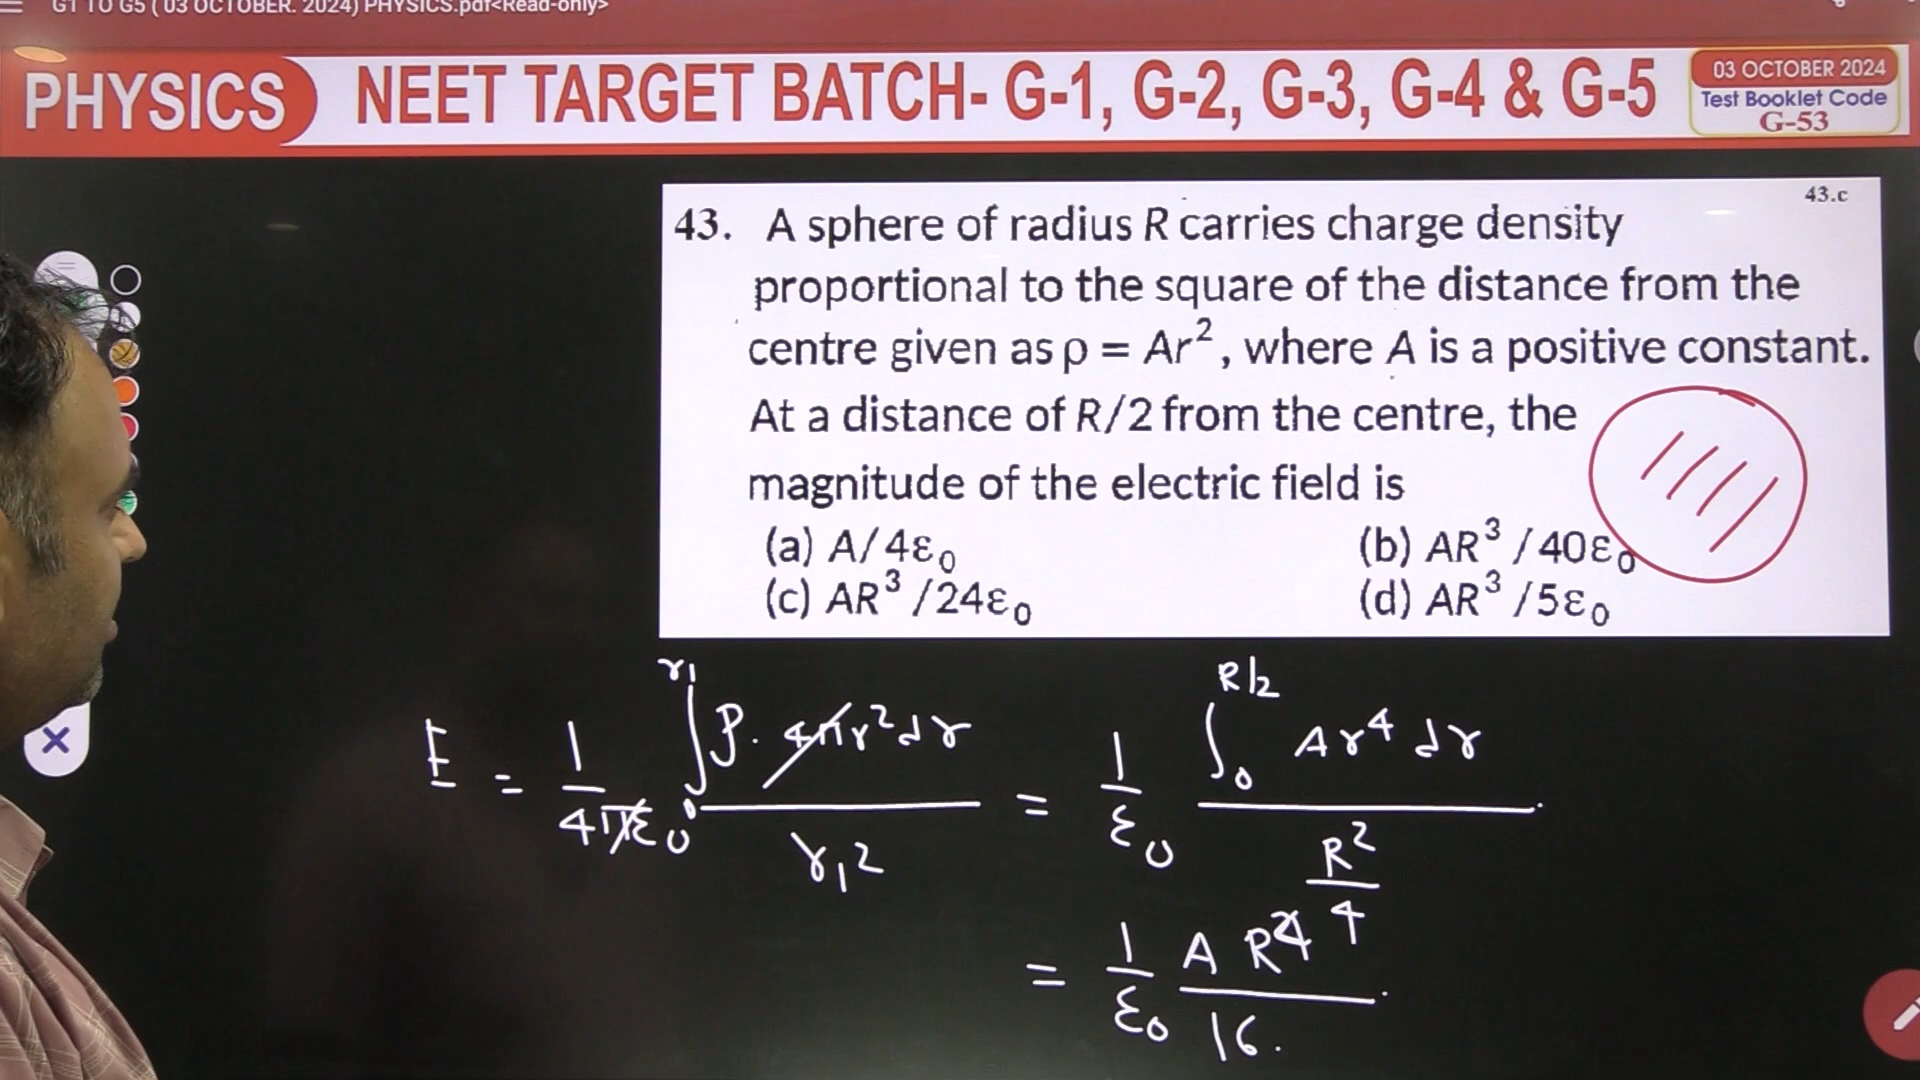 G1 TO G5 ( 03 OCTOBER. 2024) PHYSICS.pdf<Read-only>
PHYSICS
NEET TARGET BATCH- G-1, G-2, G-3, G-4 & G-5
03 OCTOBER 2024
Test Booklet Code
G-53
43.c
43. A sphere of radius R carries charge density
proportional to the square of the distance from the
centre given as ρ = Ar², where A is a positive constant.
At a distance of R/2 from the centre, the
magnitude of the electric field is
(a) A/4ε₀ (b) AR³/40ε₀
(c) AR³/24ε₀ (d) AR³/5ε₀
E = 1/4πε₀ ∫₀^r₁ ρ. 4πr²dr / r₁² = 1/ε₀ ∫₀^R/2 Ar⁴ dr / R²/4
= 1/ε₀ A R⁴ / 16.